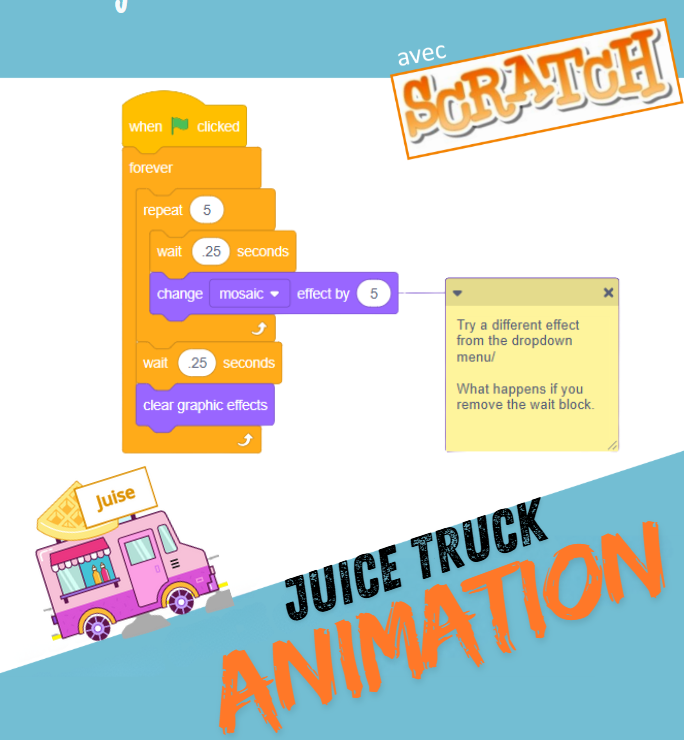 avec
SCRATCH
when clicked
forever
repeat 5
wait .25 seconds
change mosaic effect by 5
Try a different effect
from the dropdown
menu/
What happens if you
remove the wait block.
wait .25 seconds
clear graphic effects
Juise
JUICE TRUCK
ANIMATION